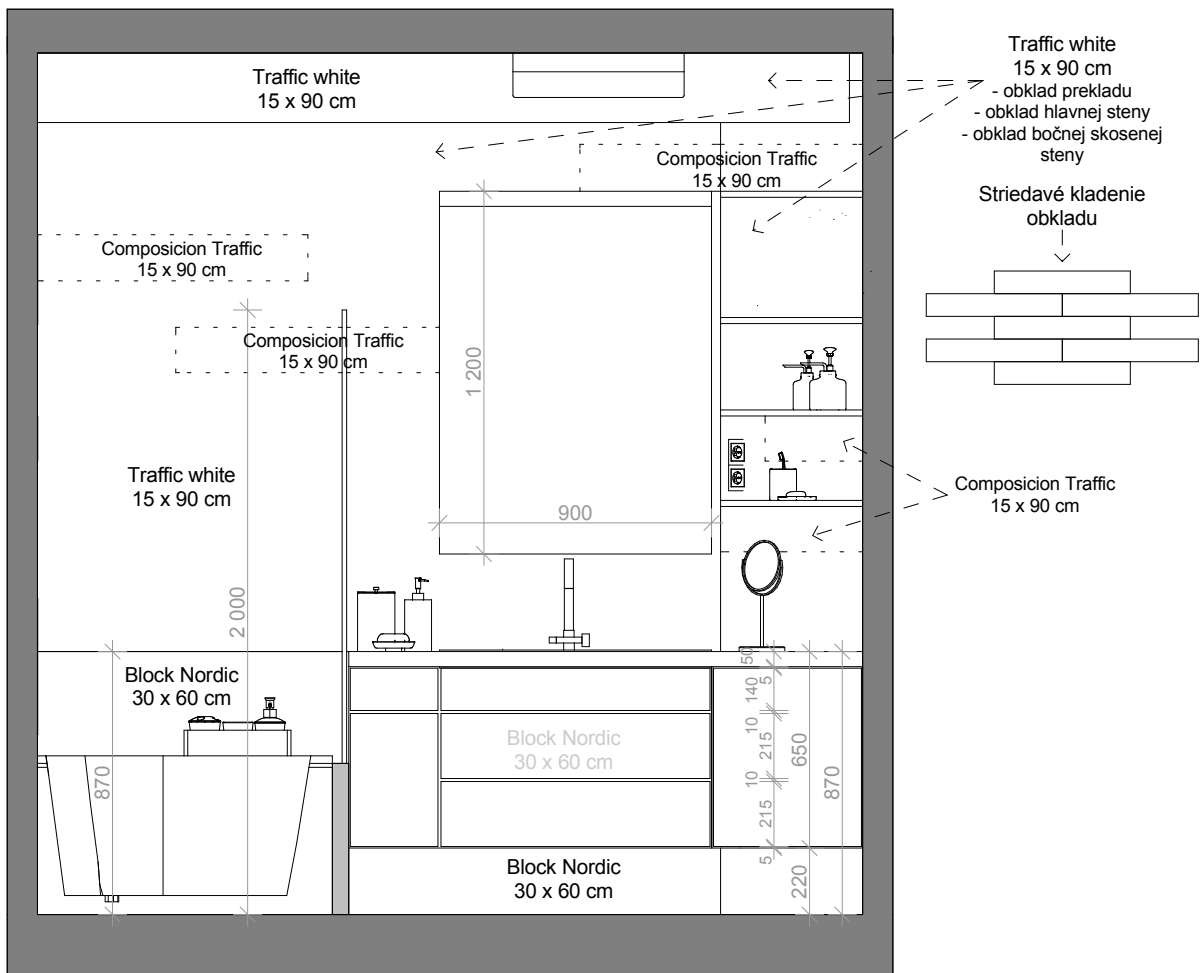 Traffic white
15 x 90 cm
Traffic white
15 x 90 cm
- obklad prekladu
- obklad hlavnej steny
- obklad bočnej skosenej
steny
Composicion Traffic
15 x 90 cm
Striedavé kladenie
obkladu
Composicion Traffic
15 x 90 cm
Composicion Traffic
15 x 90 cm
1 200
Traffic white
15 x 90 cm
Composicion Traffic
15 x 90 cm
900
2 000
Block Nordic
30 x 60 cm
870
Block Nordic
30 x 60 cm
50
5
140
10
215
10
215
5
650
220
870
Block Nordic
30 x 60 cm